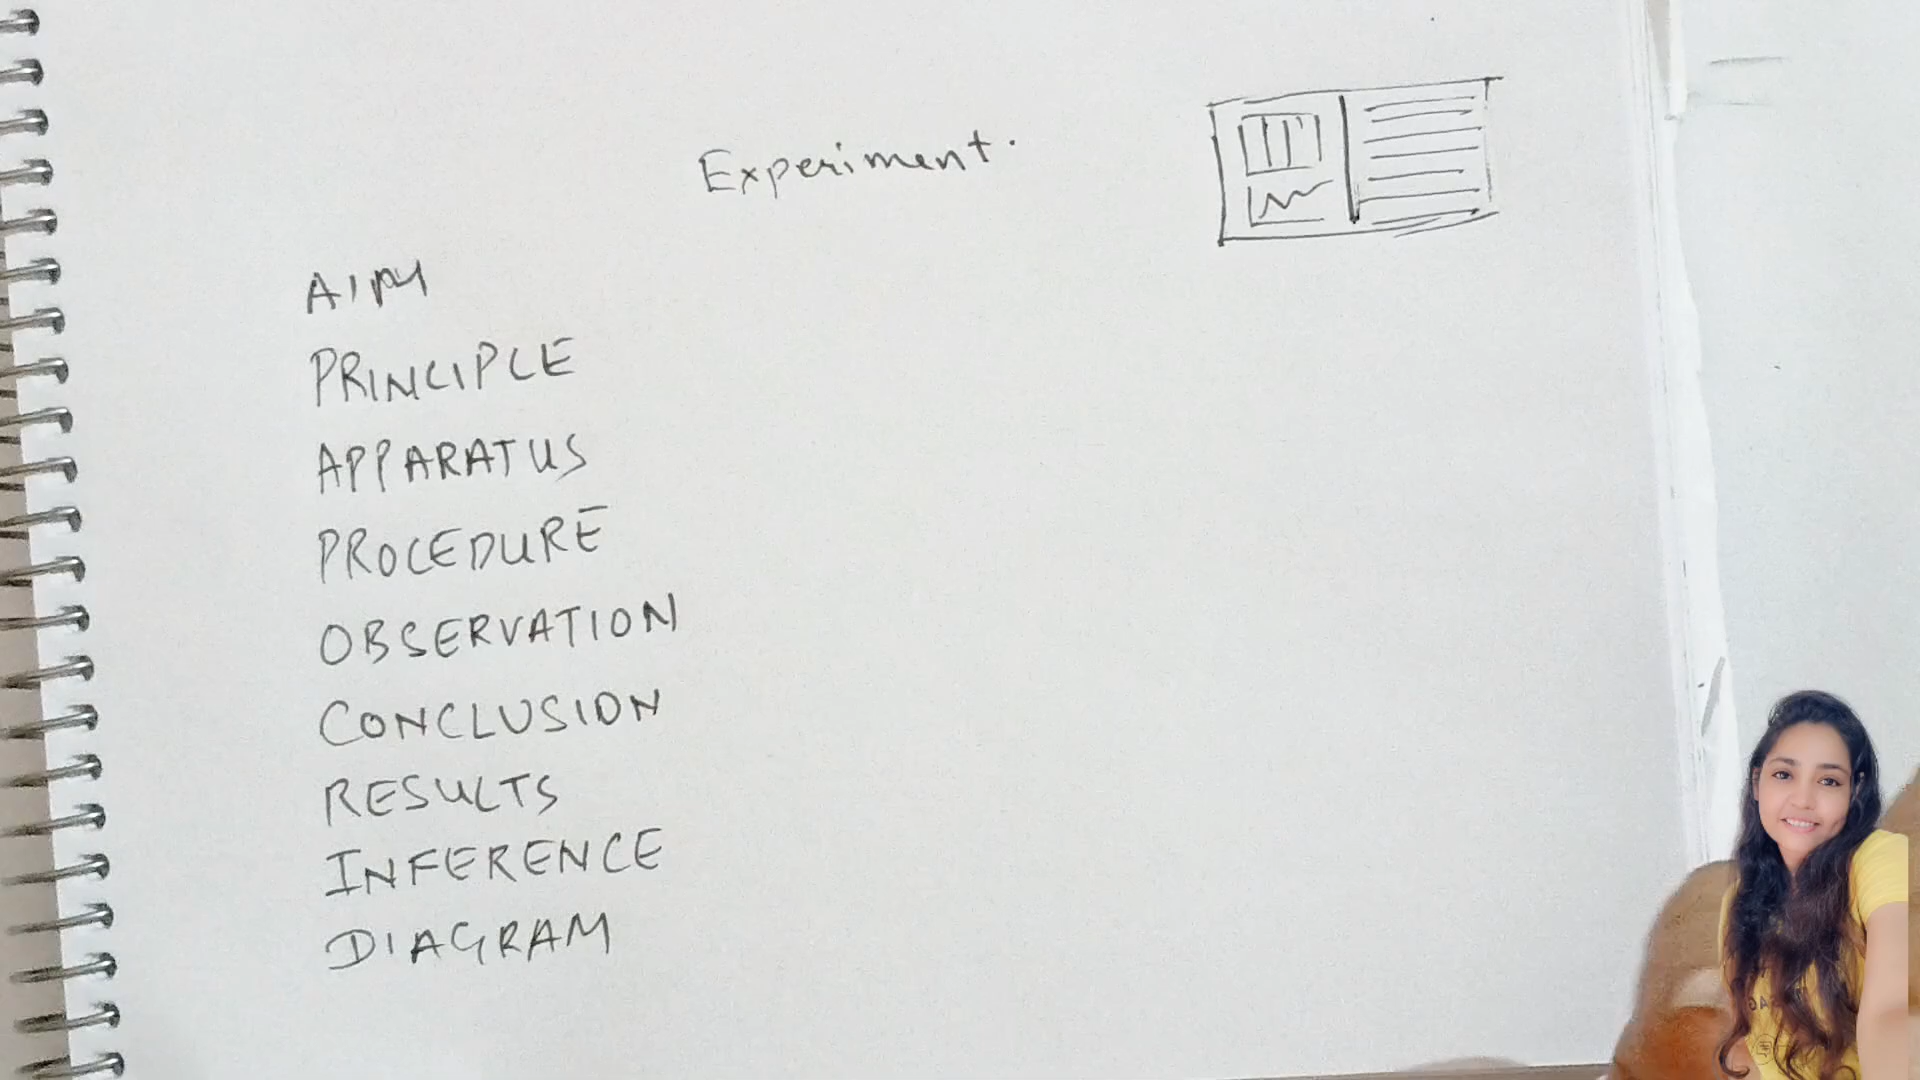 Experiment.
AIM
PRINCIPLE
APPARATUS
PROCEDURE
OBSERVATION
CONCLUSION
RESULTS
INFERENCE
DIAGRAM